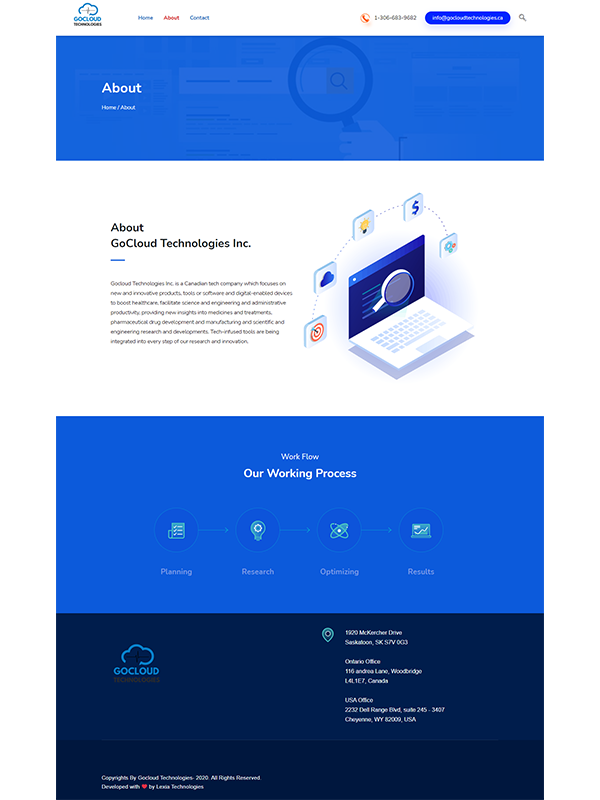 GOCLOUD
TECHNOLOGIES
Home About Contact
1-306-683-9682
info@gocloudtechnologies.ca
About
Home / About
About
GoCloud Technologies Inc.
Gocloud Technologies Inc. is a Canadian tech company which focuses on
new and innovative products, tools or software and digital-enabled devices
to boost healthcare, facilitate science and engineering and administrative
productivity, providing new insights into medicines and treatments,
pharmaceutical drug development and manufacturing and scientific and
engineering research and developments. Tech-infused tools are being
integrated into every step of our research and innovation.
Work Flow
Our Working Process
Planning
Research
Optimizing
Results
GOCLOUD
TECHNOLOGIES
1920 McKercher Drive
Saskatoon, SK S7V 0G3
Ontario Office
116 andrea Lane, Woodbridge
L4L1E7, Canada
USA Office
2232 Dell Range Blvd, suite 245 - 3407
Cheyenne, WY 82009, USA
Copyrights By Gocloud Technologies- 2020. All Rights Reserved.
Developed with ❤ by Lexia Technologies